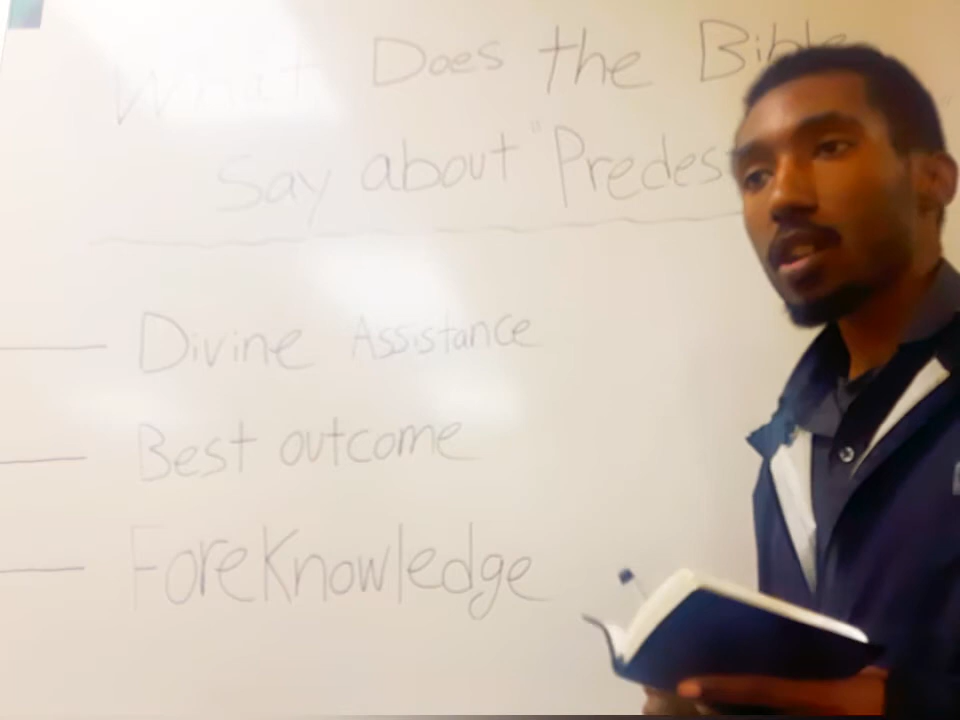 What Does the Bible
Say about "Predes
Divine Assistance
Best outcome
ForeKnowledge